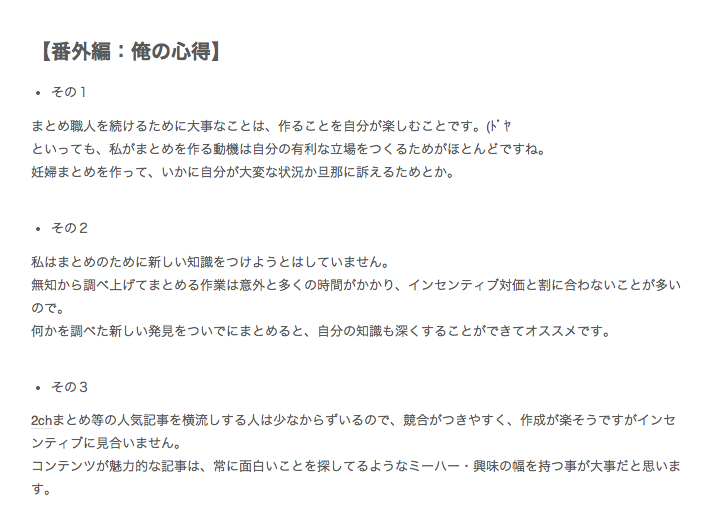 【番外編：俺の心得】
• その１
まとめ職人を続けるために大事なことは、作ることを自分が楽しむことです。(ﾄﾞﾔ
といっても、私がまとめを作る動機は自分の有利な立場をつくるためがほとんどですね。
妊婦まとめを作って、いかに自分が大変な状況か旦那に訴えるためとか。
• その２
私はまとめのために新しい知識をつけようとはしていません。
無知から調べ上げてまとめる作業は意外と多くの時間がかかり、インセンティブ対価と割に合わないことが多い
ので。
何かを調べた新しい発見をついでにまとめると、自分の知識も深くすることができてオススメです。
• その３
2chまとめ等の人気記事を横流しする人は少なからずいるので、競合がつきやすく、作成が楽そうですがインセ
ンティブに見合いません。
コンテンツが魅力的な記事は、常に面白いことを探してるようなミーハー・興味の幅を持つ事が大事だと思いま
す。